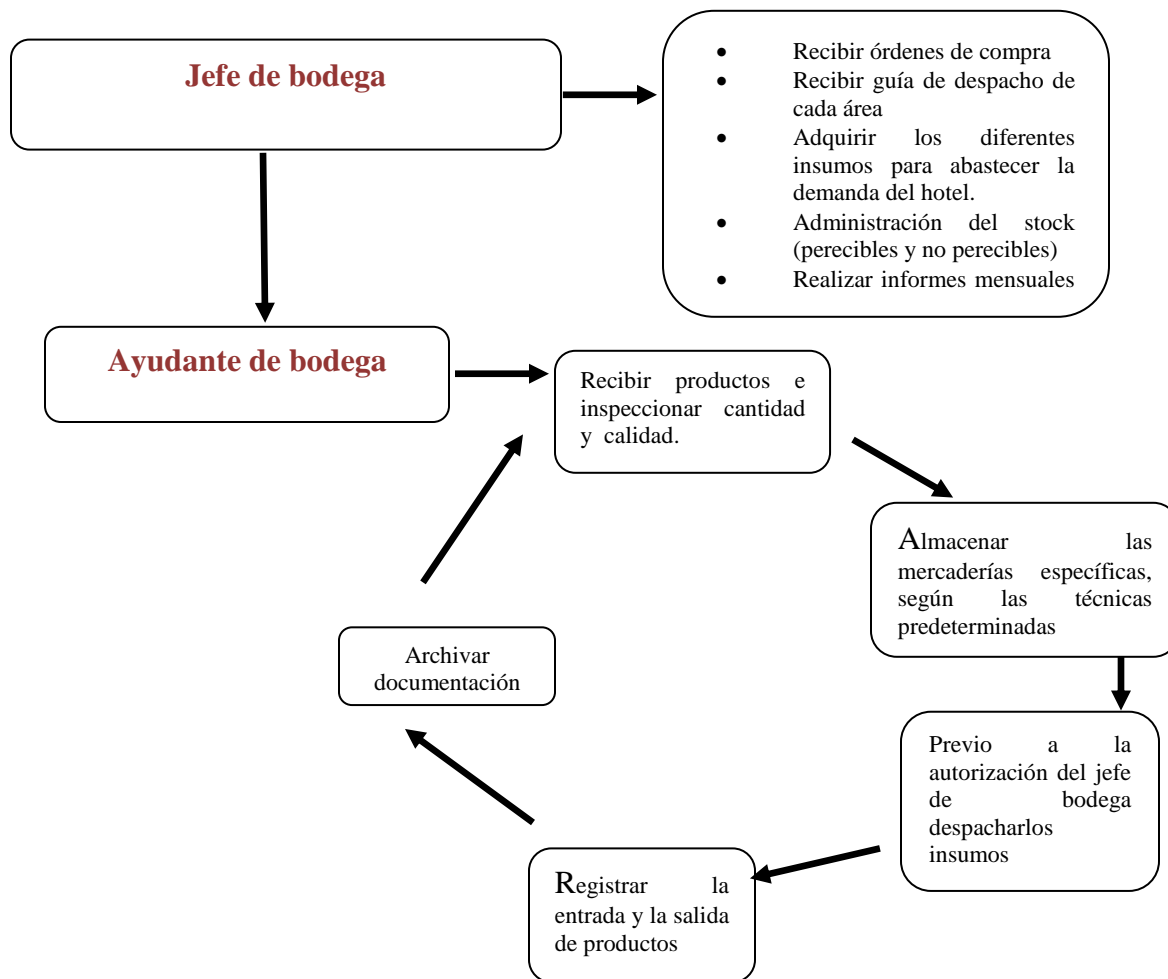 Jefe de bodega
• Recibir órdenes de compra
• Recibir guía de despacho de
cada área
• Adquirir los diferentes
insumos para abastecer la
demanda del hotel.
• Administración del stock
(perecibles y no perecibles)
• Realizar informes mensuales
Ayudante de bodega
Recibir productos e
inspeccionar cantidad
y calidad.
Almacenar las
mercaderías específicas,
según las técnicas
predeterminadas
Previo a la
autorización del jefe
de bodega
despacharlos
insumos
Registrar la
entrada y la salida
de productos
Archivar
documentación